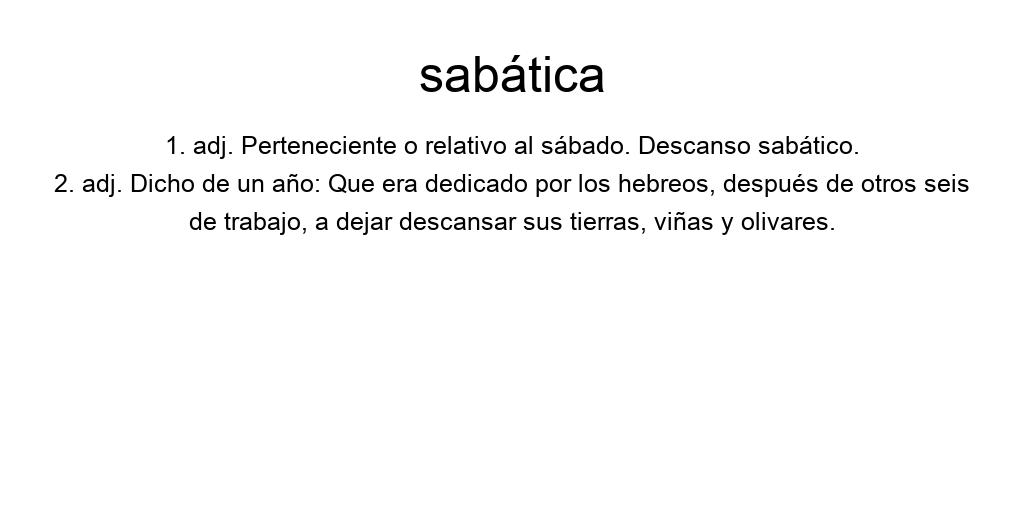 sabática
1. adj. Perteneciente o relativo al sábado. Descanso sabático.
2. adj. Dicho de un año: Que era dedicado por los hebreos, después de otros seis
de trabajo, a dejar descansar sus tierras, viñas y olivares.